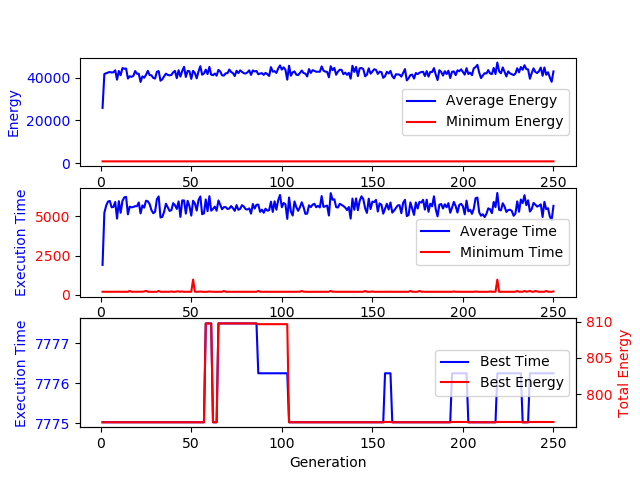 40000
20000
0
Energy
Average Energy
Minimum Energy
0 50 100 150 200 250
5000
2500
0
Execution Time
Average Time
Minimum Time
0 50 100 150 200 250
7777
7776
7775
Execution Time
Best Time
Best Energy
810
805
800
Total Energy
0 50 100 150 200 250
Generation